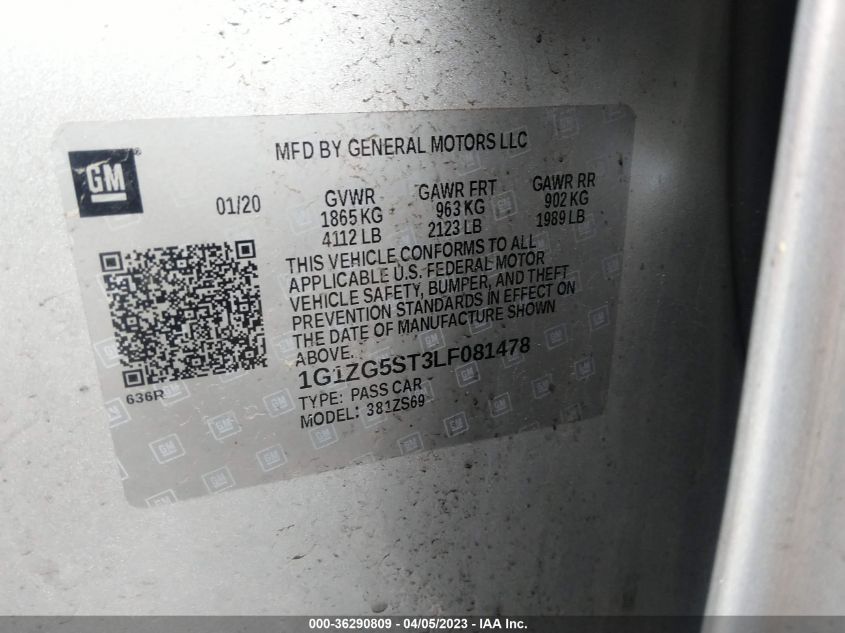 MFD BY GENERAL MOTORS LLC
GM
01/20
GVWR
1865 KG
4112 LB
GAWR FRT
963 KG
2123 LB
GAWR RR
902 KG
1989 LB
THIS VEHICLE CONFORMS TO ALL
APPLICABLE U.S. FEDERAL MOTOR
VEHICLE SAFETY, BUMPER, AND THEFT
PREVENTION STANDARDS IN EFFECT ON
THE DATE OF MANUFACTURE SHOWN
ABOVE.
1G1ZG5ST3LF081478
TYPE: PASS CAR
MODEL: 381ZS69
636R
000-36290809 - 04/05/2023 - IAA Inc.